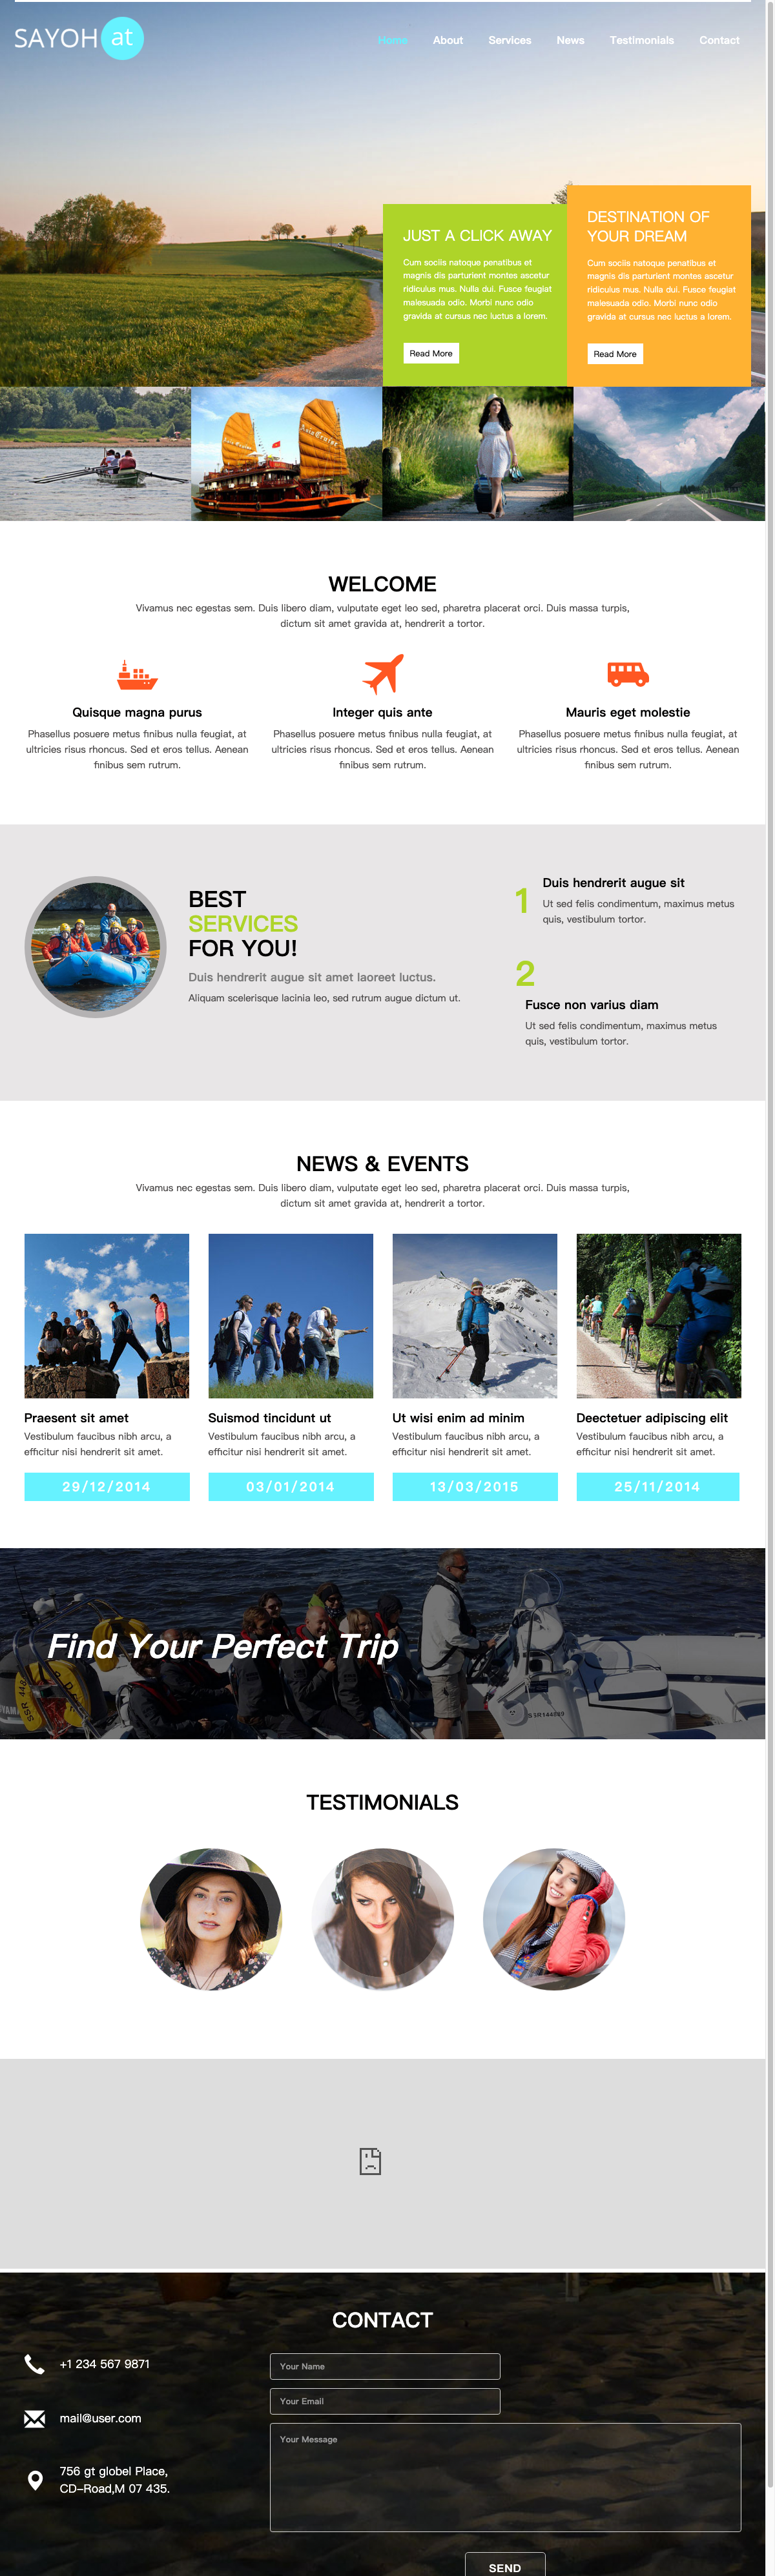 SAYOH at
Home About Services News Testimonials Contact
JUST A CLICK AWAY
Cum sociis natoque penatibus et
magnis dis parturient montes ascetur
ridiculus mus. Nulla dui. Fusce feugiat
malesuada odio. Morbi nunc odio
gravida at cursus nec luctus a lorem.
Read More
DESTINATION OF
YOUR DREAM
Cum sociis natoque penatibus et
magnis dis parturient montes ascetur
ridiculus mus. Nulla dui. Fusce feugiat
malesuada odio. Morbi nunc odio
gravida at cursus nec luctus a lorem.
Read More
WELCOME
Vivamus nec egestas sem. Duis libero diam, vulputate eget leo sed, pharetra placerat orci. Duis massa turpis,
dictum sit amet gravida at, hendrerit a tortor.
Quisque magna purus
Phasellus posuere metus finibus nulla feugiat, at
ultricies risus rhoncus. Sed et eros tellus. Aenean
finibus sem rutrum.
Integer quis ante
Phasellus posuere metus finibus nulla feugiat, at
ultricies risus rhoncus. Sed et eros tellus. Aenean
finibus sem rutrum.
Mauris eget molestie
Phasellus posuere metus finibus nulla feugiat, at
ultricies risus rhoncus. Sed et eros tellus. Aenean
finibus sem rutrum.
BEST
SERVICES
FOR YOU!
Duis hendrerit augue sit amet laoreet luctus.
Aliquam scelerisque lacinia leo, sed rutrum augue dictum ut.
1
Duis hendrerit augue sit
Ut sed felis condimentum, maximus metus
quis, vestibulum tortor.
2
Fusce non varius diam
Ut sed felis condimentum, maximus metus
quis, vestibulum tortor.
NEWS & EVENTS
Vivamus nec egestas sem. Duis libero diam, vulputate eget leo sed, pharetra placerat orci. Duis massa turpis,
dictum sit amet gravida at, hendrerit a tortor.
Praesent sit amet
Vestibulum faucibus nibh arcu, a
efficitur nisi hendrerit sit amet.
29/12/2014
Suismod tincidunt ut
Vestibulum faucibus nibh arcu, a
efficitur nisi hendrerit sit amet.
03/01/2014
Ut wisi enim ad minim
Vestibulum faucibus nibh arcu, a
efficitur nisi hendrerit sit amet.
13/03/2015
Deectetuer adipiscing elit
Vestibulum faucibus nibh arcu, a
efficitur nisi hendrerit sit amet.
25/11/2014
Find Your Perfect Trip
TESTIMONIALS
CONTACT
+1 234 567 9871
mail@user.com
756 gt globel Place,
CD-Road,M 07 435.
Your Name
Your Email
Your Message
SEND